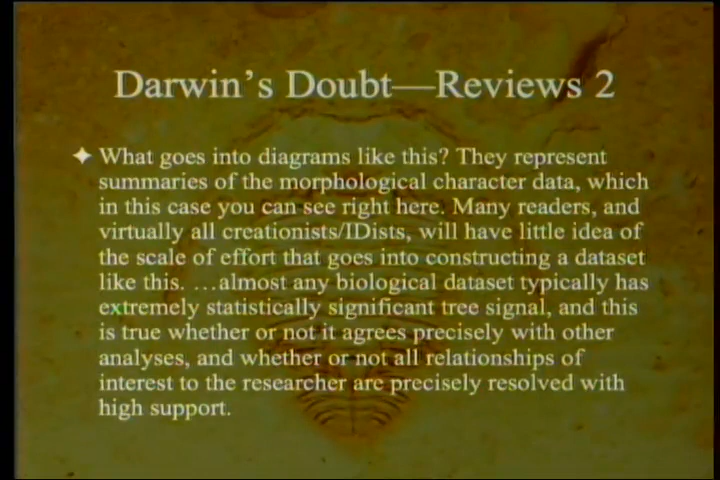 Darwin's Doubt—Reviews 2
✦ What goes into diagrams like this? They represent
summaries of the morphological character data, which
in this case you can see right here. Many readers, and
virtually all creationists/IDists, will have little idea of
the scale of effort that goes into constructing a dataset
like this. …almost any biological dataset typically has
extremely statistically significant tree signal, and this
is true whether or not it agrees precisely with other
analyses, and whether or not all relationships of
interest to the researcher are precisely resolved with
high support.